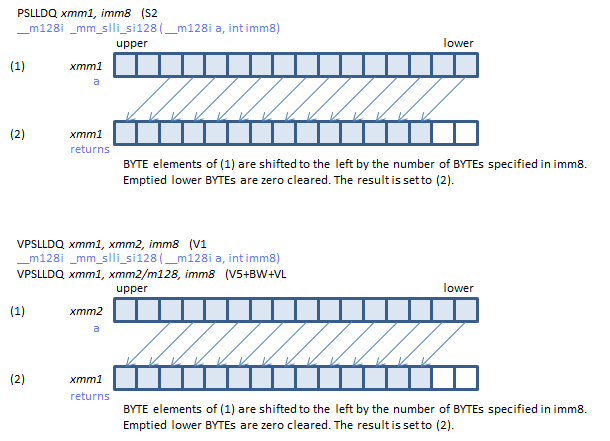 PSLLDQ xmm1, imm8 (S2
__m128i _mm_slli_si128 ( __m128i a, int imm8)
upper lower
(1) xmm1
a
(2) xmm1
returns
BYTE elements of (1) are shifted to the left by the number of BYTEs specified in imm8.
Emptied lower BYTEs are zero cleared. The result is set to (2).
VPSLLDQ xmm1, xmm2, imm8 (V1
__m128i _mm_slli_si128 ( __m128i a, int imm8)
VPSLLDQ xmm1, xmm2/m128, imm8 (V5+BW+VL
upper lower
(1) xmm2
a
(2) xmm1
returns
BYTE elements of (1) are shifted to the left by the number of BYTEs specified in imm8.
Emptied lower BYTEs are zero cleared. The result is set to (2).